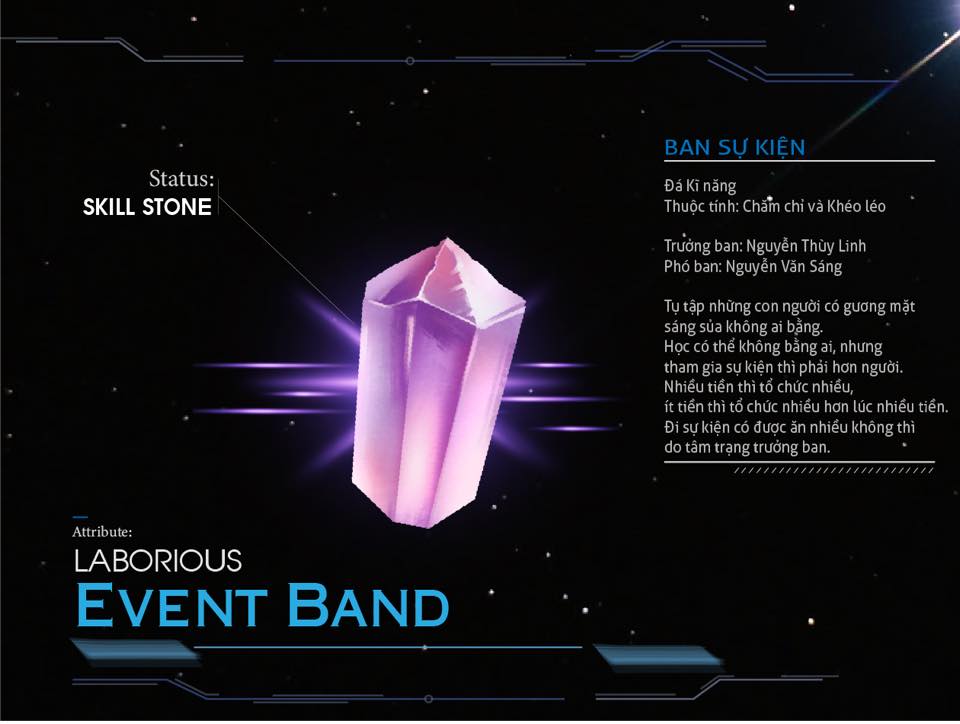 Status:
SKILL STONE
BAN SỰ KIỆN
Đá Kĩ năng
Thuộc tính: Chăm chỉ và Khéo léo
Trưởng ban: Nguyễn Thùy Linh
Phó ban: Nguyễn Văn Sáng
Tụ tập những con người có gương mặt
sáng sủa không ai bằng.
Học có thể không bằng ai, nhưng
tham gia sự kiện thì phải hơn người.
Nhiều tiền thì tổ chức nhiều,
ít tiền thì tổ chức nhiều hơn lúc nhiều tiền.
Đi sự kiện có được ăn nhiều không thì
do tâm trạng trưởng ban.
Attribute:
LABORIOUS
EVENT BAND